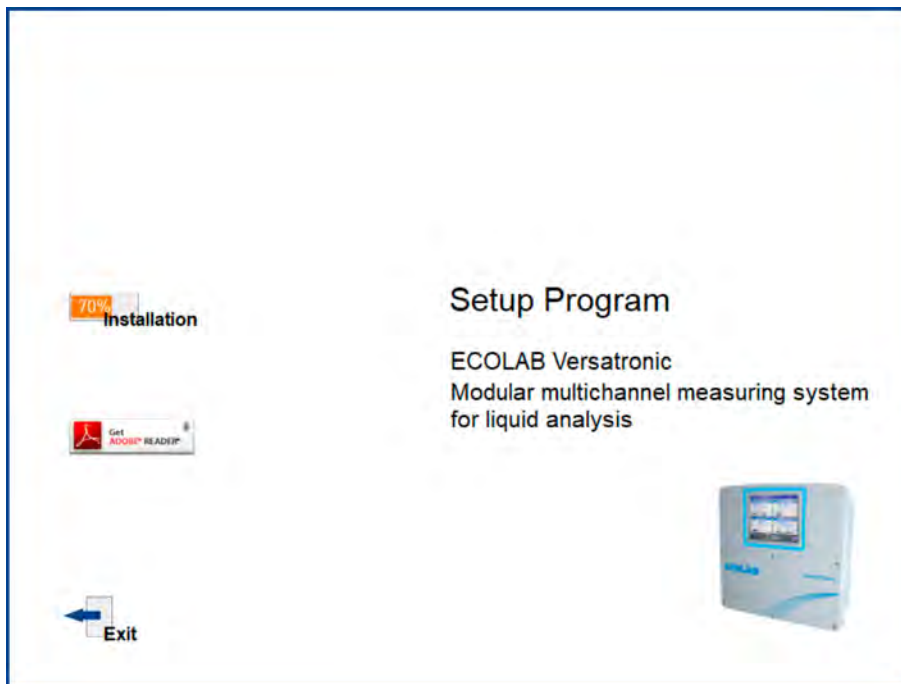 70%
Installation
Get
ADOBE® READER®
Exit
Setup Program
ECOLAB Versatronic
Modular multichannel measuring system
for liquid analysis
ECOLAB